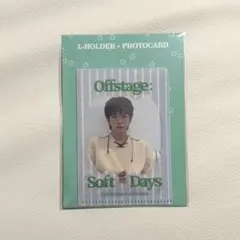 L-HOLDER + PHOTOCARD
Offstage:
Soft Days